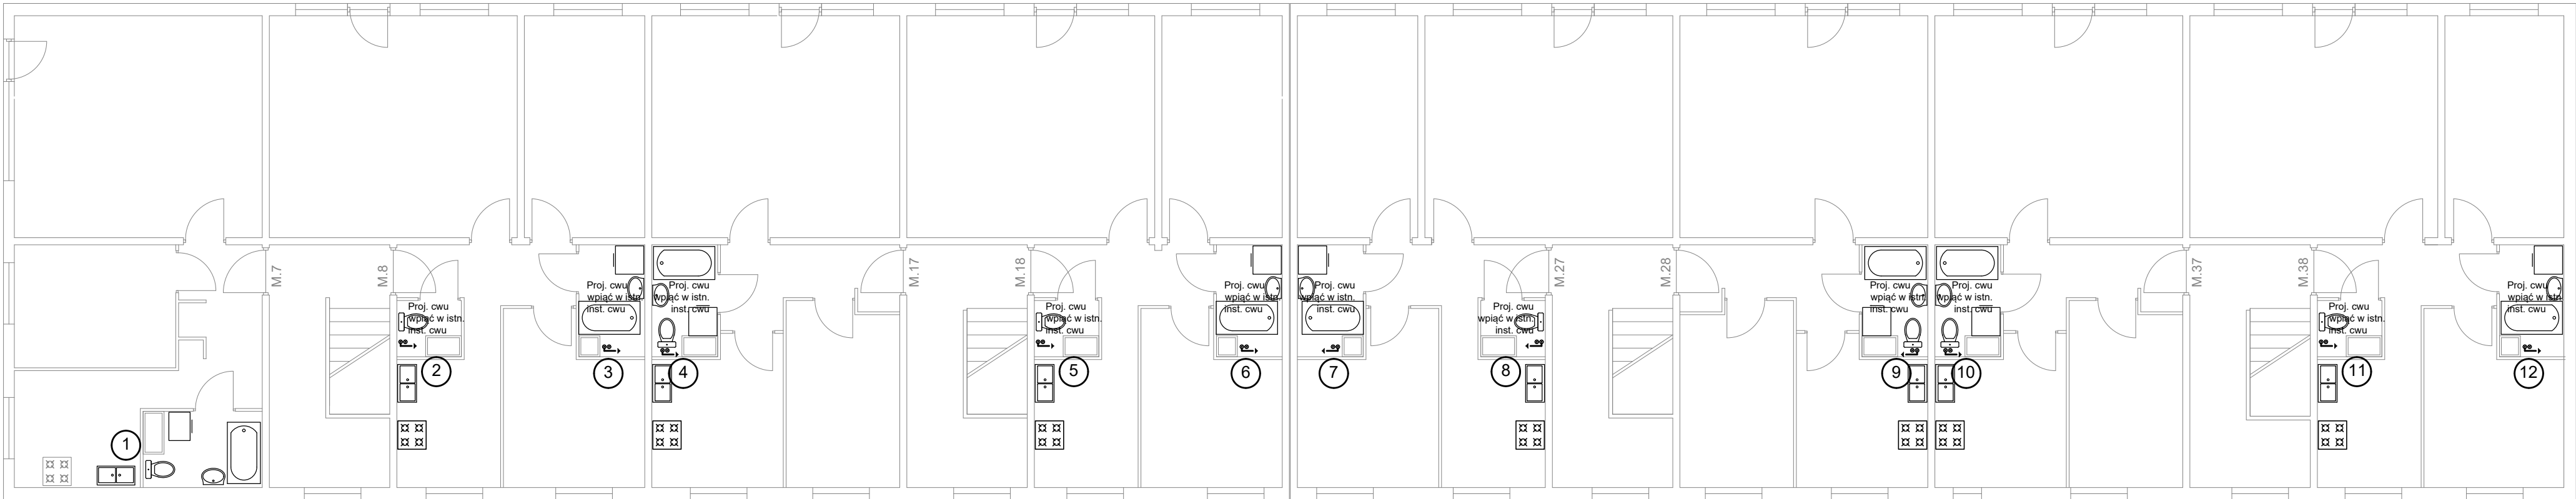 M.7
M.8
M.17
M.18
M.27
M.28
M.37
M.38
Proj. cwu
wpiąć w istn.
inst. cwu
Proj. cwu
wpiąć w istn.
inst. cwu
Proj. cwu
wpiąć w istn.
inst. cwu
Proj. cwu
wpiąć w istn.
inst. cwu
Proj. cwu
wpiąć w istn.
inst. cwu
Proj. cwu
wpiąć w istn.
inst. cwu
Proj. cwu
wpiąć w istn.
inst. cwu
Proj. cwu
wpiąć w istn.
inst. cwu
Proj. cwu
wpiąć w istn.
inst. cwu
Proj. cwu
wpiąć w istn.
inst. cwu
Proj. cwu
wpiąć w istn.
inst. cwu
1
2
3
4
5
6
7
8
9
10
11
12